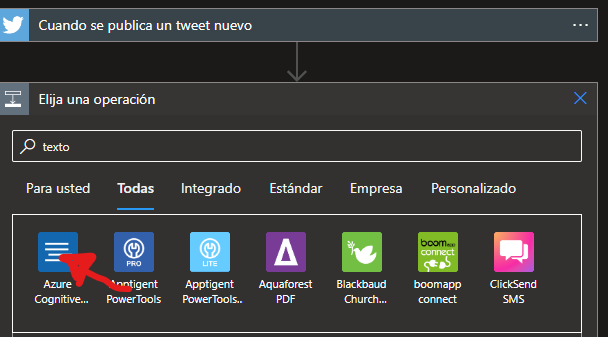 Cuando se publica un tweet nuevo
Elija una operación
texto
Para usted Todas Integrado Estándar Empresa Personalizado
PRO LITE boom connect
Azure Apptigent Apptigent Aquaforest Blackbaud boomapp ClickSend
Cognitive... PowerTools PowerTools.. PDF Church... connect SMS